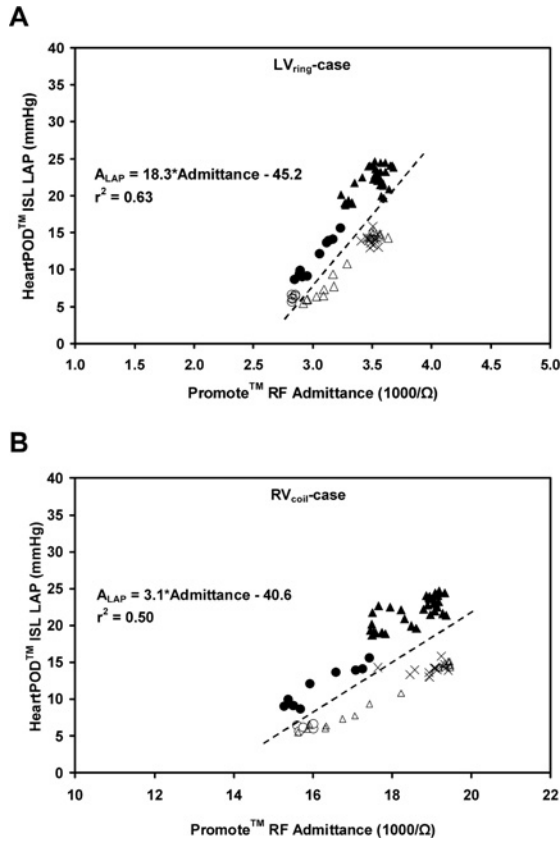 A
LVring-case
HeartPOD™ ISL LAP (mmHg)
40
35
30
25
20
15
10
5
0
ALAP = 18.3*Admittance - 45.2
r² = 0.63
1.0 1.5 2.0 2.5 3.0 3.5 4.0 4.5 5.0
Promote™ RF Admittance (1000/Ω)
B
RVcoil-case
HeartPOD™ ISL LAP (mmHg)
40
35
30
25
20
15
10
5
0
ALAP = 3.1*Admittance - 40.6
r² = 0.50
10 12 14 16 18 20 22
Promote™ RF Admittance (1000/Ω)